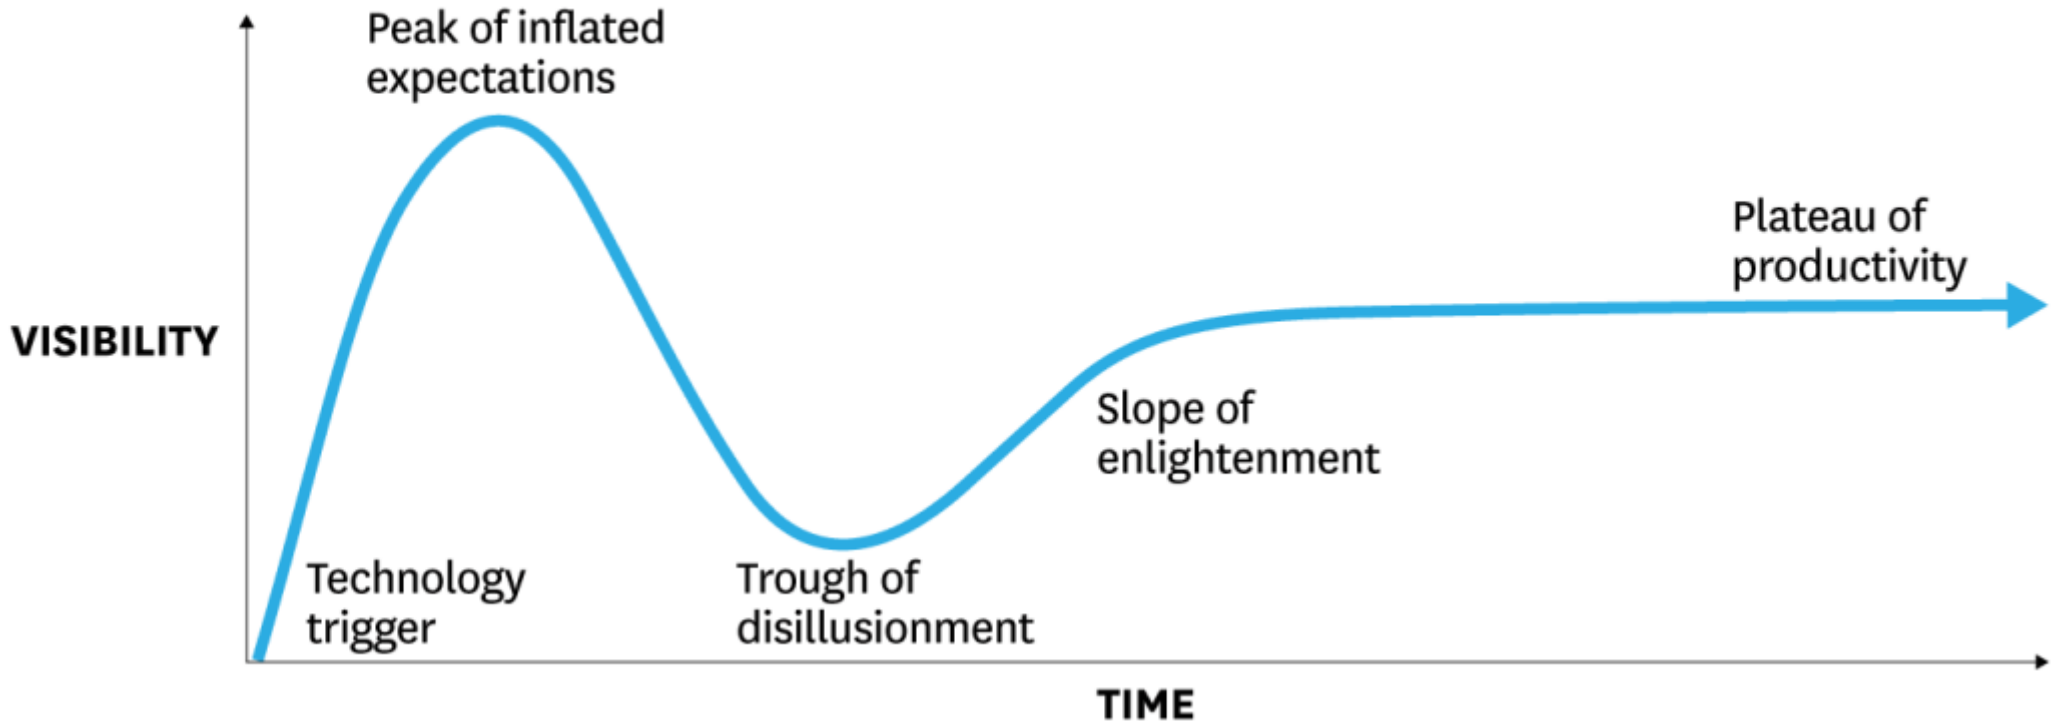 Peak of inflated
expectations
Plateau of
productivity
VISIBILITY
Slope of
enlightenment
Technology
trigger
Trough of
disillusionment
TIME